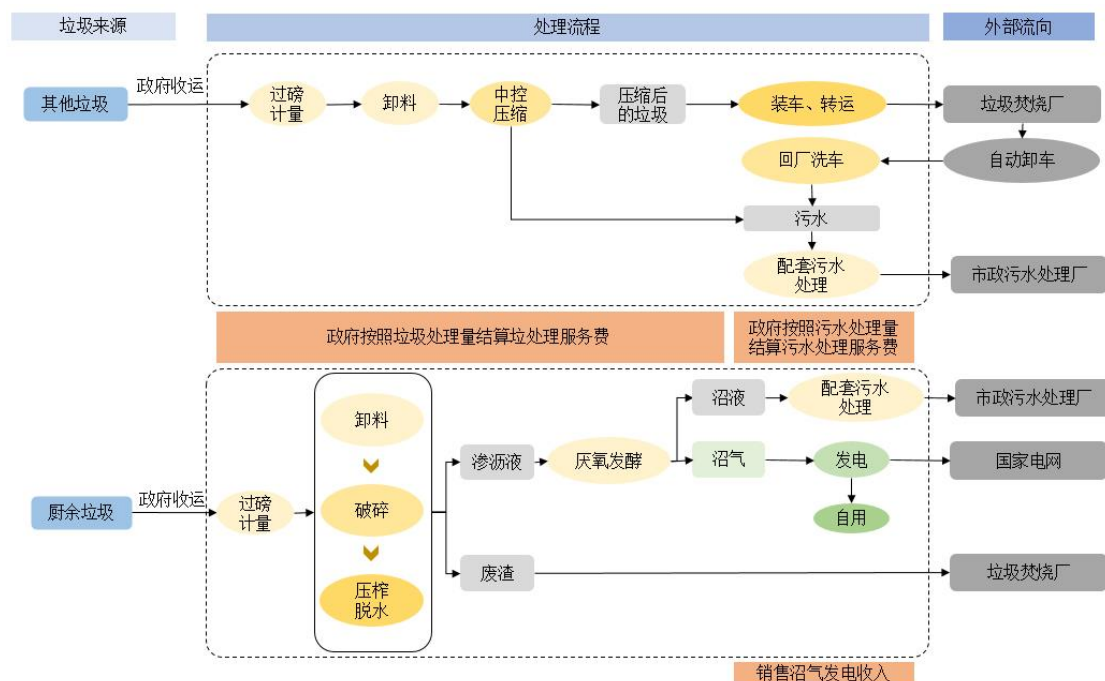 垃圾来源
处理流程
外部流向
其他垃圾
政府收运
过磅
计量
卸料
中控
压缩
压缩后
的垃圾
装车、转运
垃圾焚烧厂
回厂洗车
自动卸车
污水
配套污水
处理
市政污水处理厂
政府按照垃圾处理量结算垃处理服务费
政府按照污水处理量
结算污水处理服务费
厨余垃圾
政府收运
过磅
计量
卸料
破碎
压榨
脱水
渗沥液
厌氧发酵
沼液
配套污水
处理
市政污水处理厂
沼气
发电
国家电网
自用
废渣
垃圾焚烧厂
销售沼气发电收入